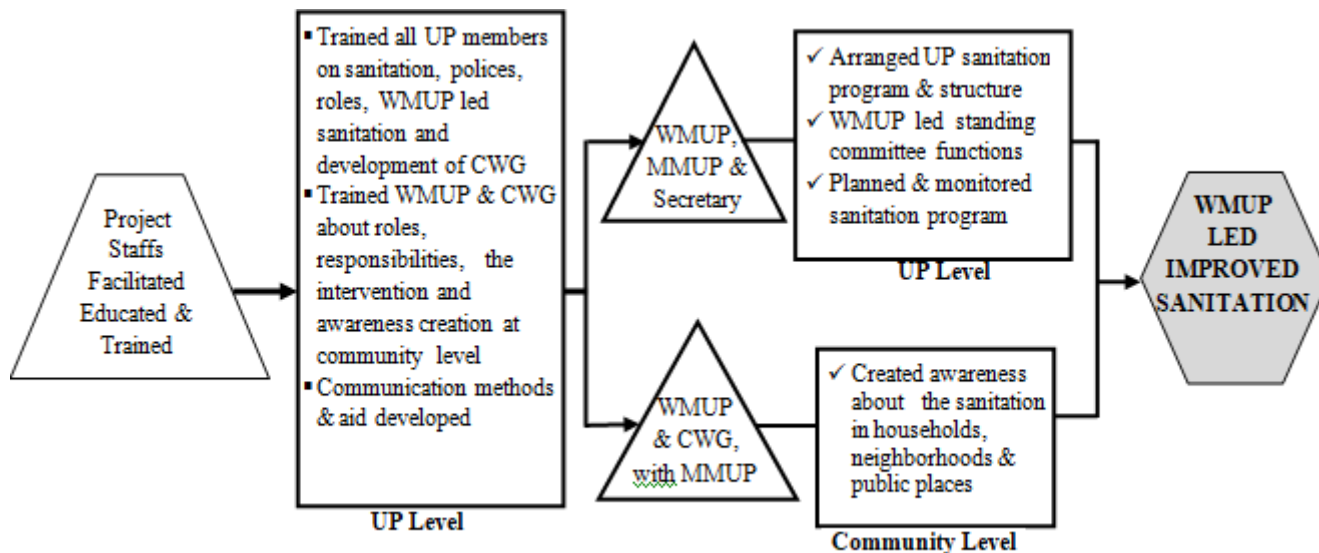 Project
Staffs
Facilitated
Educated &
Trained
▪ Trained all UP members
on sanitation, polices,
roles, WMUP led
sanitation and
development of CWG
▪ Trained WMUP & CWG
about roles,
responsibilities, the
intervention and
awareness creation at
community level
▪ Communication methods
& aid developed
UP Level
WMUP,
MMUP &
Secretary
✓ Arranged UP sanitation
program & structure
✓ WMUP led standing
committee functions
✓ Planned & monitored
sanitation program
UP Level
WMUP
& CWG,
with MMUP
✓ Created awareness
about the sanitation
in households,
neighborhoods &
public places
Community Level
WMUP
LED
IMPROVED
SANITATION